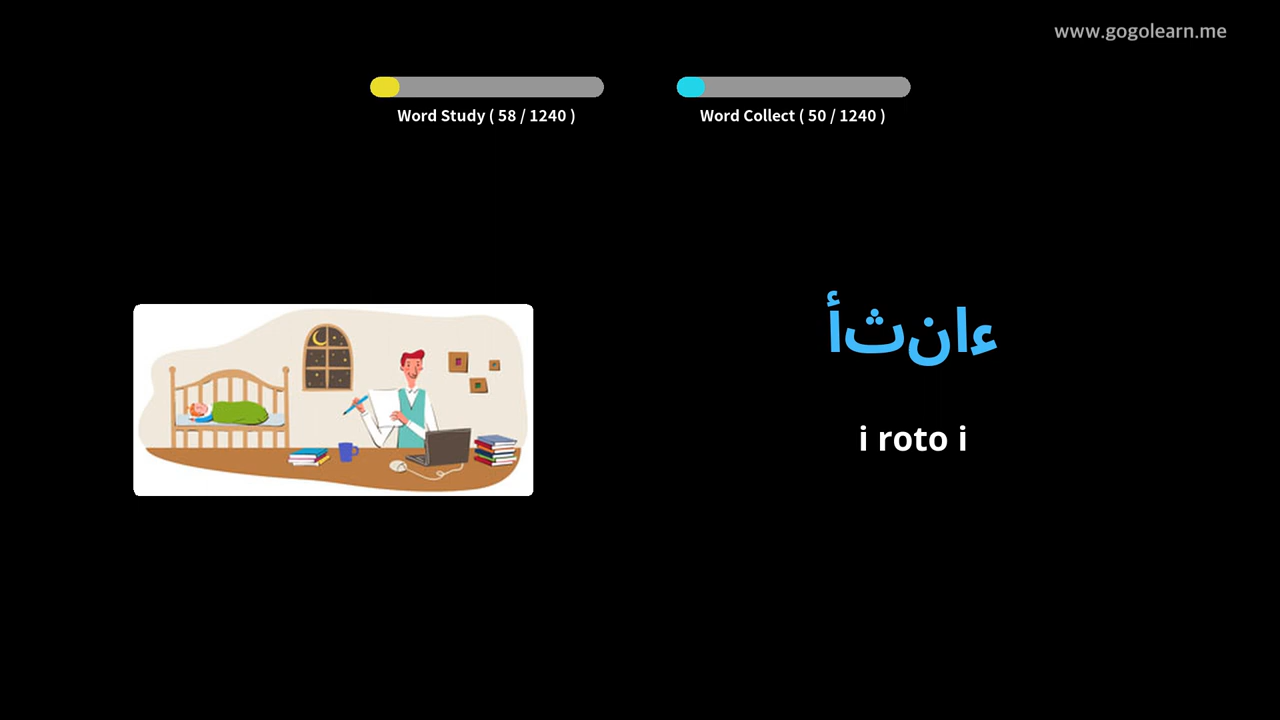 www.gogolearn.me
Word Study ( 58 / 1240 )
Word Collect ( 50 / 1240 )
أثناء
i roto i